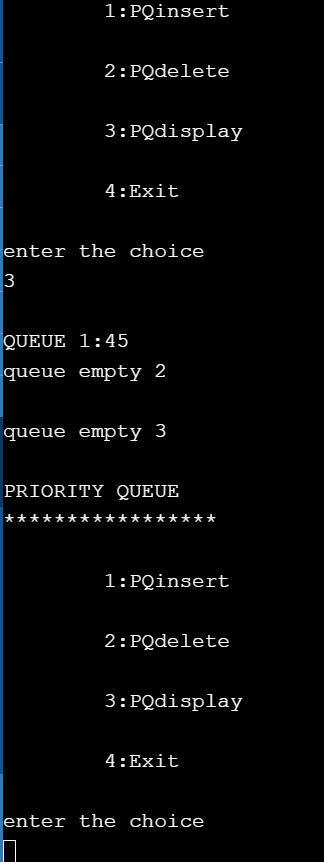 1:PQinsert
2:PQdelete
3:PQdisplay
4:Exit
enter the choice
3
QUEUE 1:45
queue empty 2
queue empty 3
PRIORITY QUEUE
*****************
1:PQinsert
2:PQdelete
3:PQdisplay
4:Exit
enter the choice